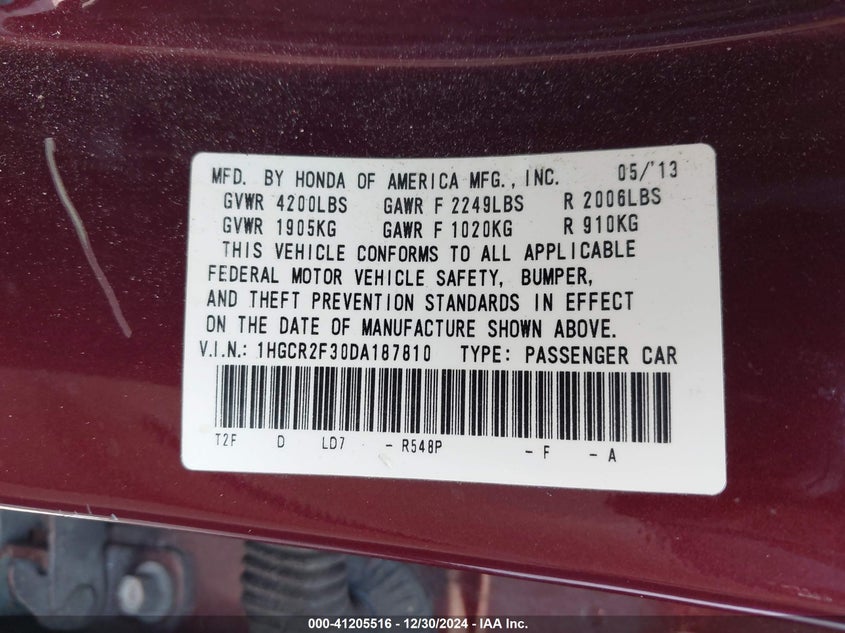 MFD. BY HONDA OF AMERICA MFG., INC. 05/'13
GVWR 4200LBS GAWR F 2249LBS R 2006LBS
GVWR 1905KG GAWR F 1020KG R 910KG
THIS VEHICLE CONFORMS TO ALL APPLICABLE
FEDERAL MOTOR VEHICLE SAFETY, BUMPER,
AND THEFT PREVENTION STANDARDS IN EFFECT
ON THE DATE OF MANUFACTURE SHOWN ABOVE.
V.I.N.: 1HGCR2F30DA187810 TYPE: PASSENGER CAR
T2F D LD7 - R548P - F - A
000-41205516 - 12/30/2024 - IAA Inc.